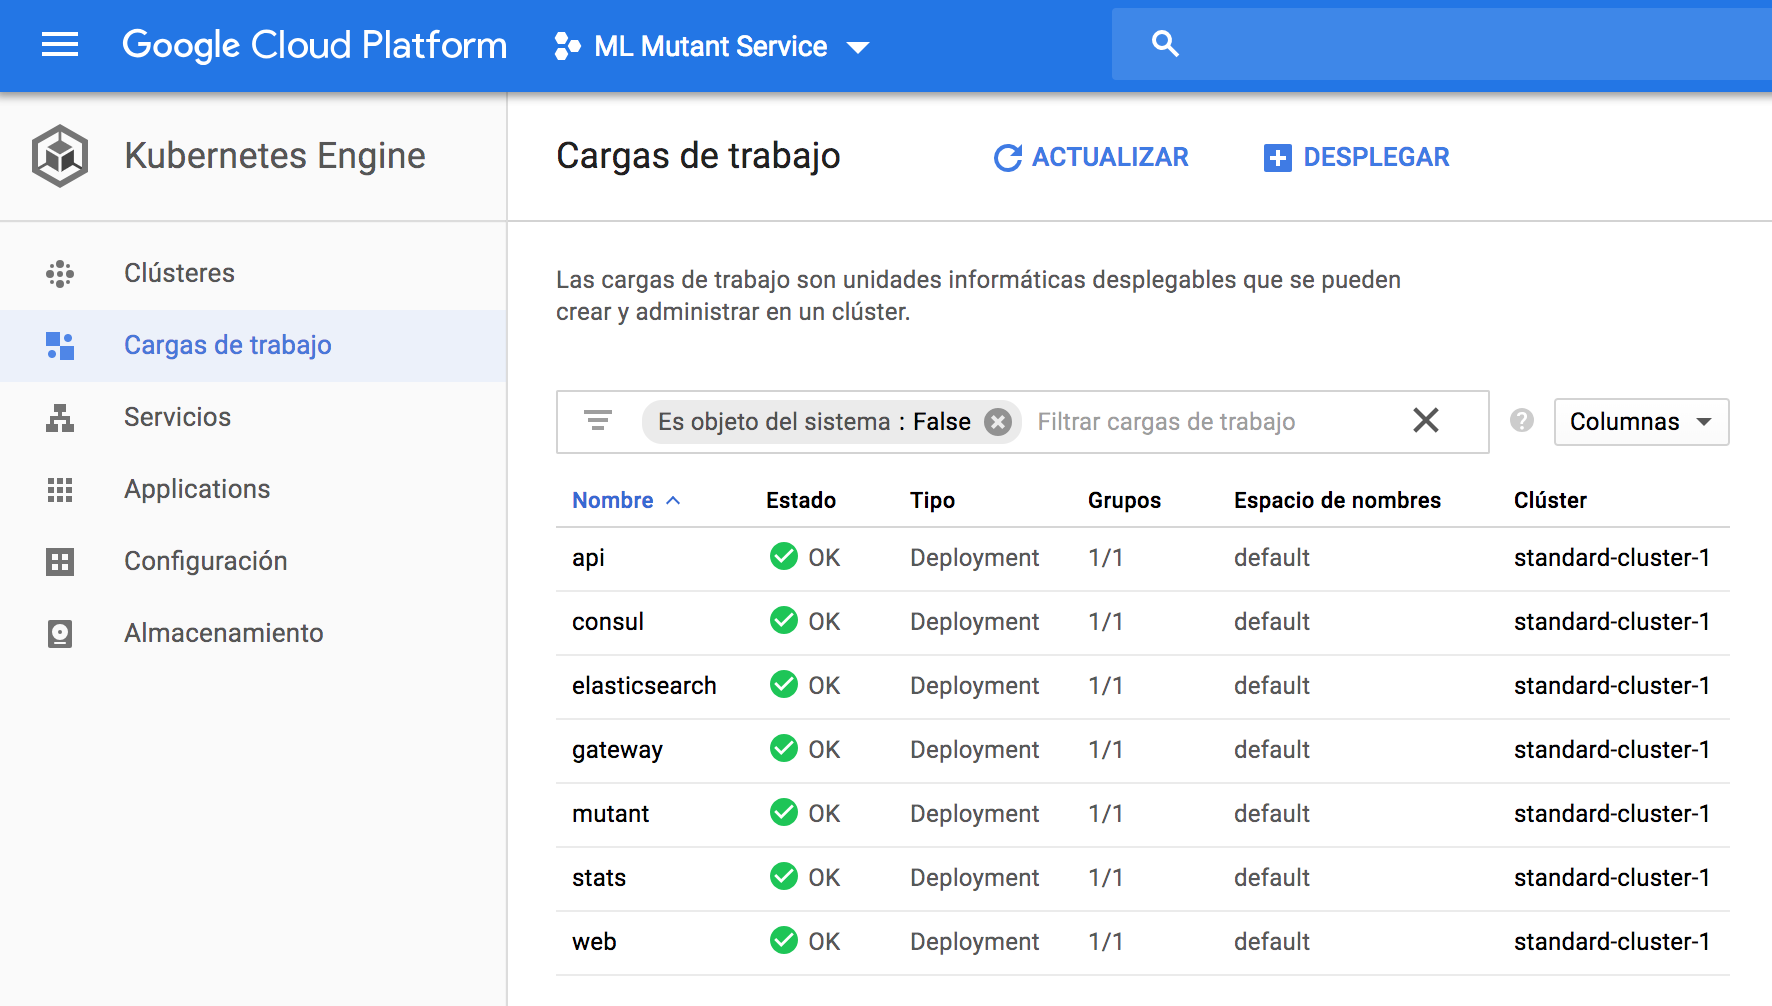 Google Cloud Platform ML Mutant Service
Kubernetes Engine
Clústeres
Cargas de trabajo
Servicios
Applications
Configuración
Almacenamiento
Cargas de trabajo ACTUALIZAR DESPLEGAR
Las cargas de trabajo son unidades informáticas desplegables que se pueden
crear y administrar en un clúster.
Es objeto del sistema : False Filtrar cargas de trabajo ? Columnas
Nombre Estado Tipo Grupos Espacio de nombres Clúster
api OK Deployment 1/1 default standard-cluster-1
consul OK Deployment 1/1 default standard-cluster-1
elasticsearch OK Deployment 1/1 default standard-cluster-1
gateway OK Deployment 1/1 default standard-cluster-1
mutant OK Deployment 1/1 default standard-cluster-1
stats OK Deployment 1/1 default standard-cluster-1
web OK Deployment 1/1 default standard-cluster-1